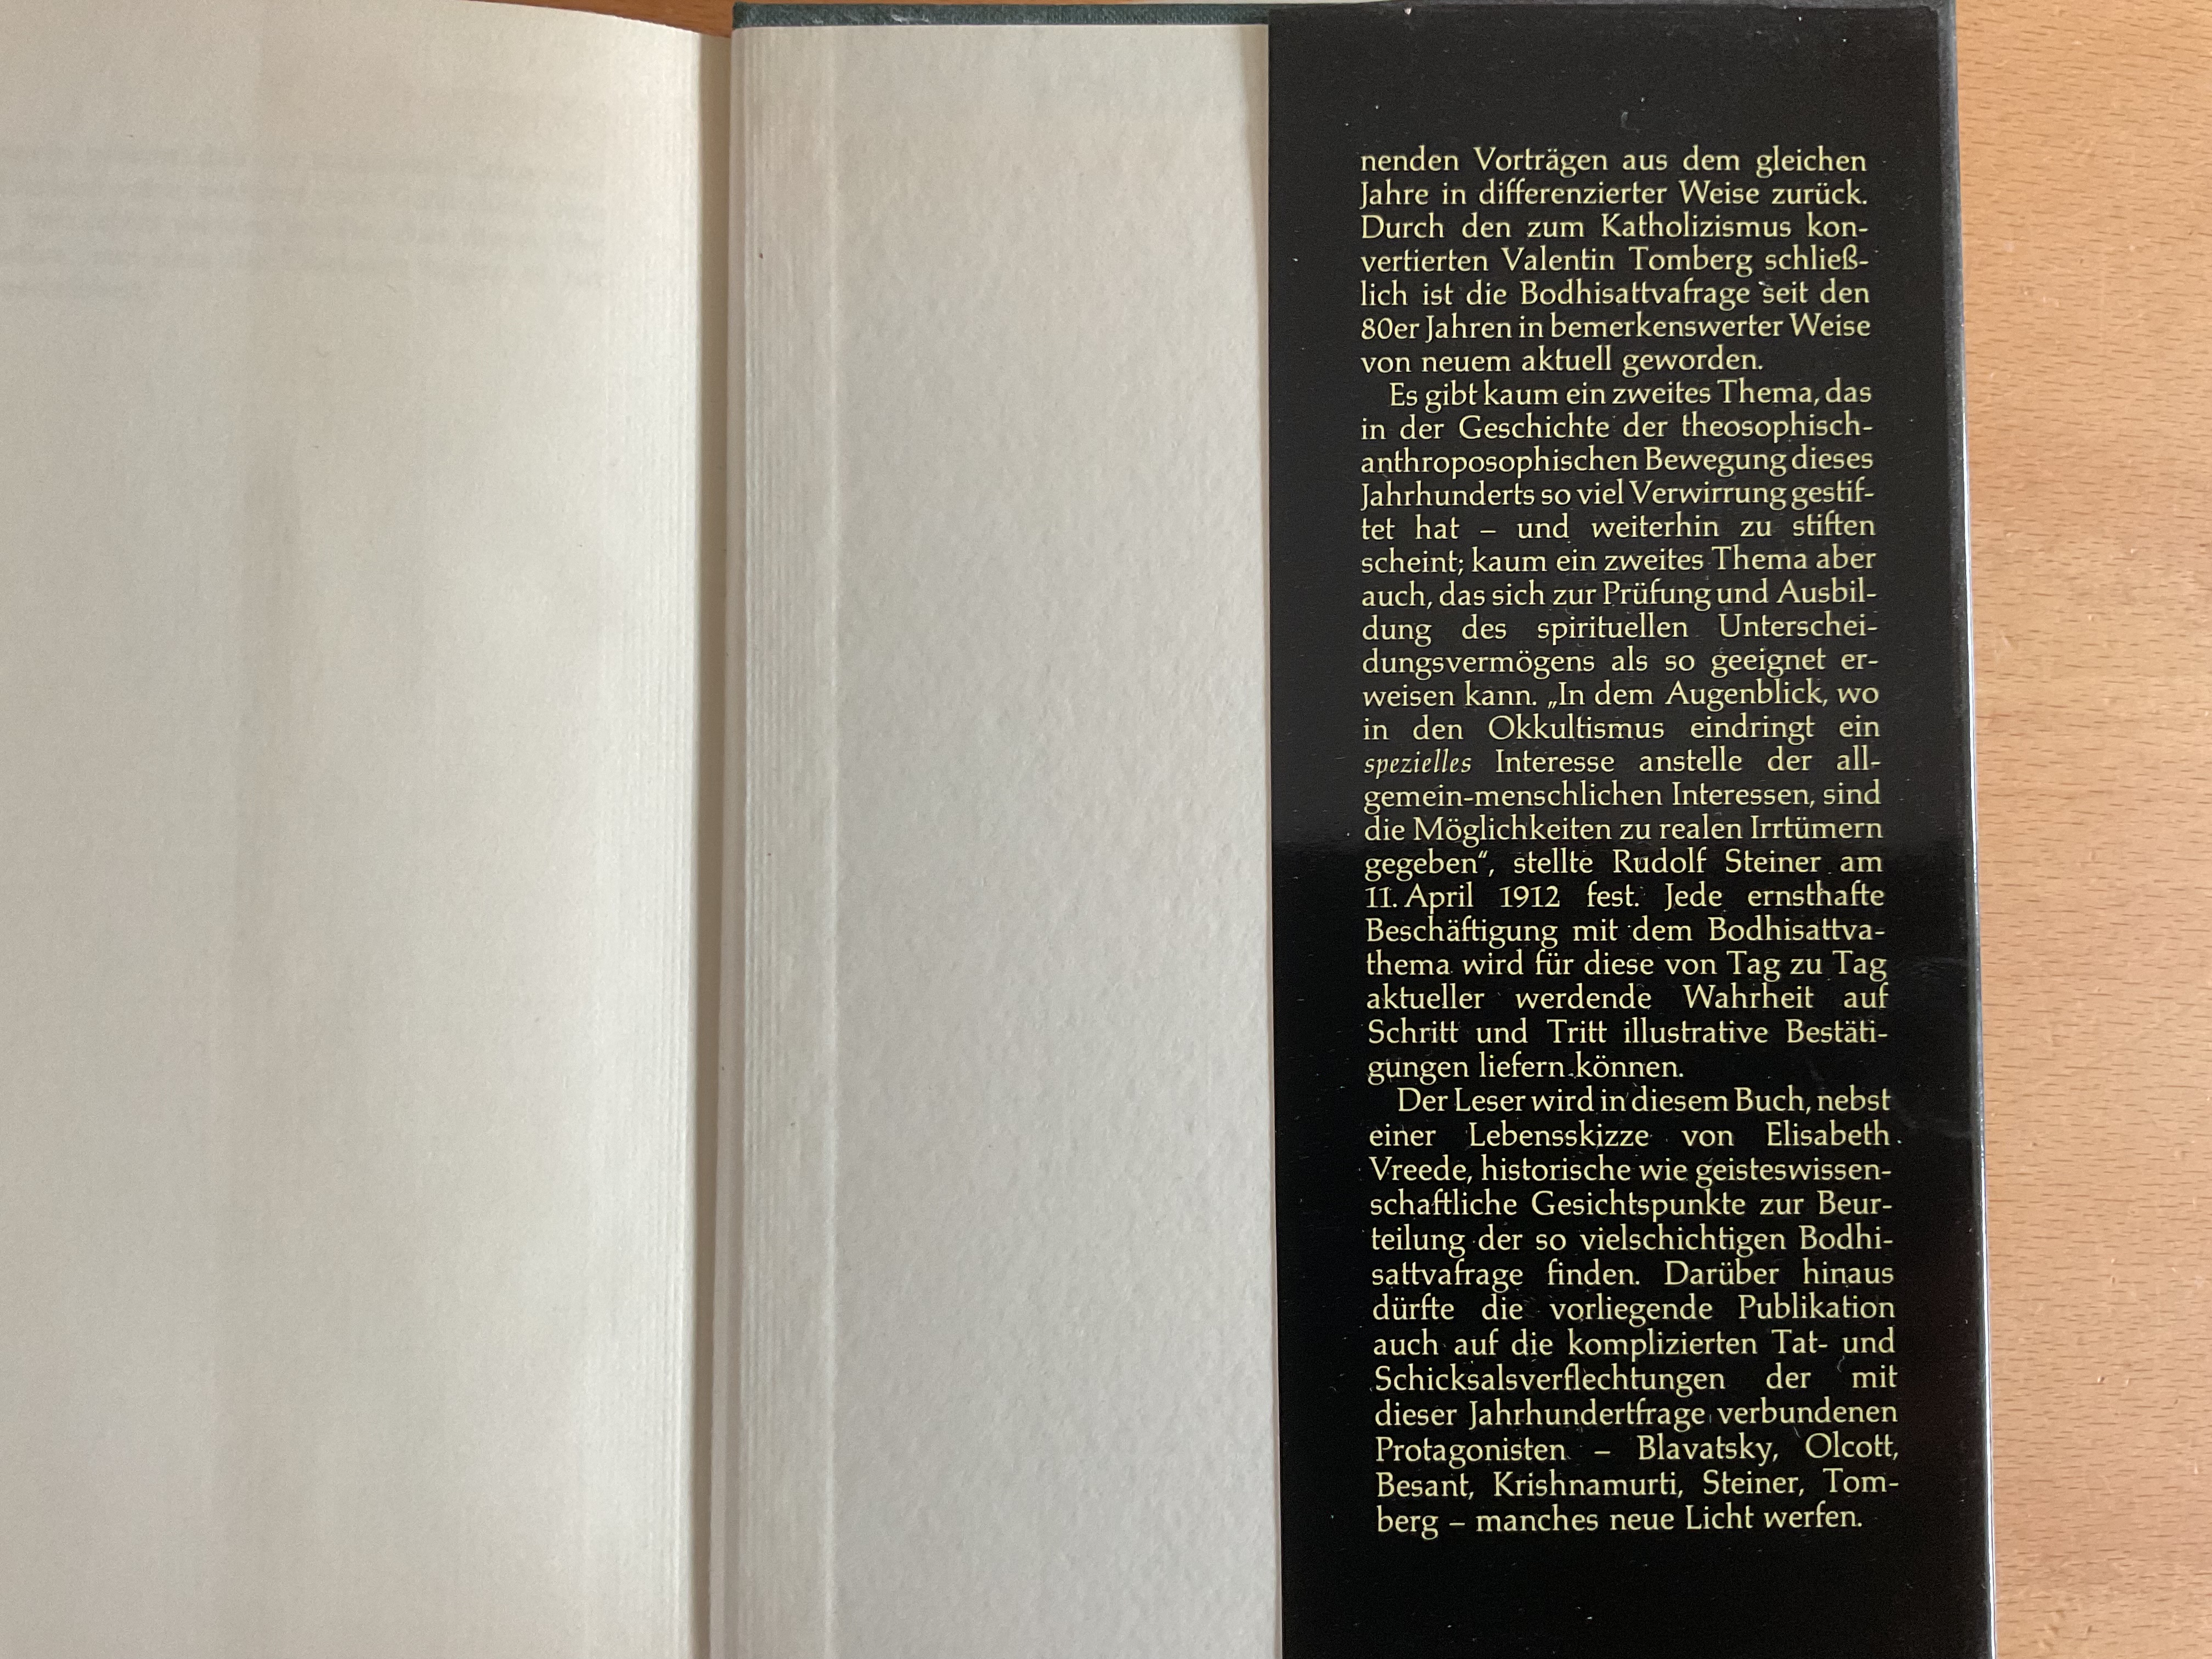 nenden Vorträgen aus dem gleichen
Jahre in differenzierter Weise zurück.
Durch den zum Katholizismus kon-
vertierten Valentin Tomberg schließ-
lich ist die Bodhisattvafrage seit den
80er Jahren in bemerkenswerter Weise
von neuem aktuell geworden.
Es gibt kaum ein zweites Thema, das
in der Geschichte der theosophisch-
anthroposophischen Bewegung dieses
Jahrhunderts so viel Verwirrung gestif-
tet hat – und weiterhin zu stiften
scheint; kaum ein zweites Thema aber
auch, das sich zur Prüfung und Ausbil-
dung des spirituellen Unterschei-
dungsvermögens als so geeignet er-
weisen kann. „In dem Augenblick, wo
in den Okkultismus eindringt ein
spezielles Interesse anstelle der all-
gemein-menschlichen Interessen, sind
die Möglichkeiten zu realen Irrtümern
gegeben“, stellte Rudolf Steiner am
11. April 1912 fest. Jede ernsthafte
Beschäftigung mit dem Bodhisattva-
thema wird für diese von Tag zu Tag
aktueller werdende Wahrheit auf
Schritt und Tritt illustrative Bestäti-
gungen liefern können.
Der Leser wird in diesem Buch, nebst
einer Lebensskizze von Elisabeth
Vreede, historische wie geisteswissen-
schaftliche Gesichtspunkte zur Beur-
teilung der so vielschichtigen Bodhi-
sattvafrage finden. Darüber hinaus
dürfte die vorliegende Publikation
auch auf die komplizierten Tat- und
Schicksalsverflechtungen der mit
dieser Jahrhundertfrage verbundenen
Protagonisten – Blavatsky, Olcott,
Besant, Krishnamurti, Steiner, Tom-
berg – manches neue Licht werfen.